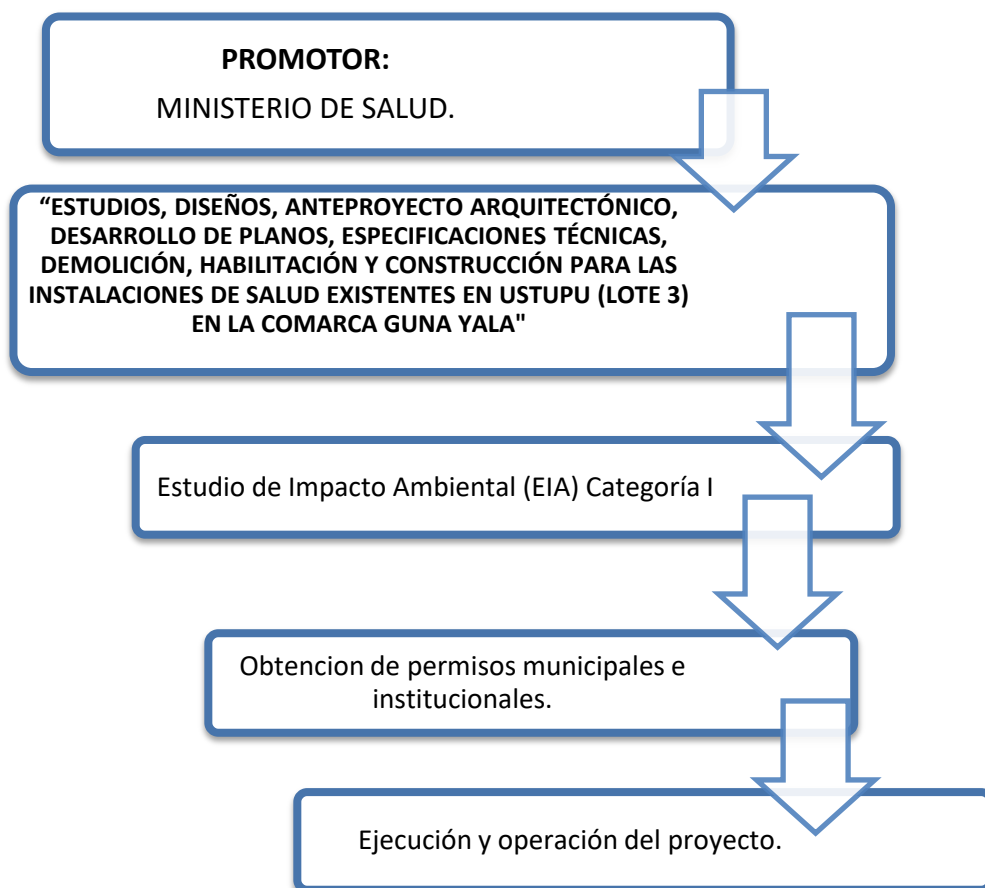 PROMOTOR:
MINISTERIO DE SALUD.
“ESTUDIOS, DISEÑOS, ANTEPROYECTO ARQUITECTÓNICO,
DESARROLLO DE PLANOS, ESPECIFICACIONES TÉCNICAS,
DEMOLICIÓN, HABILITACIÓN Y CONSTRUCCIÓN PARA LAS
INSTALACIONES DE SALUD EXISTENTES EN USTUPU (LOTE 3)
EN LA COMARCA GUNA YALA"
Estudio de Impacto Ambiental (EIA) Categoría I
Obtencion de permisos municipales e
institucionales.
Ejecución y operación del proyecto.